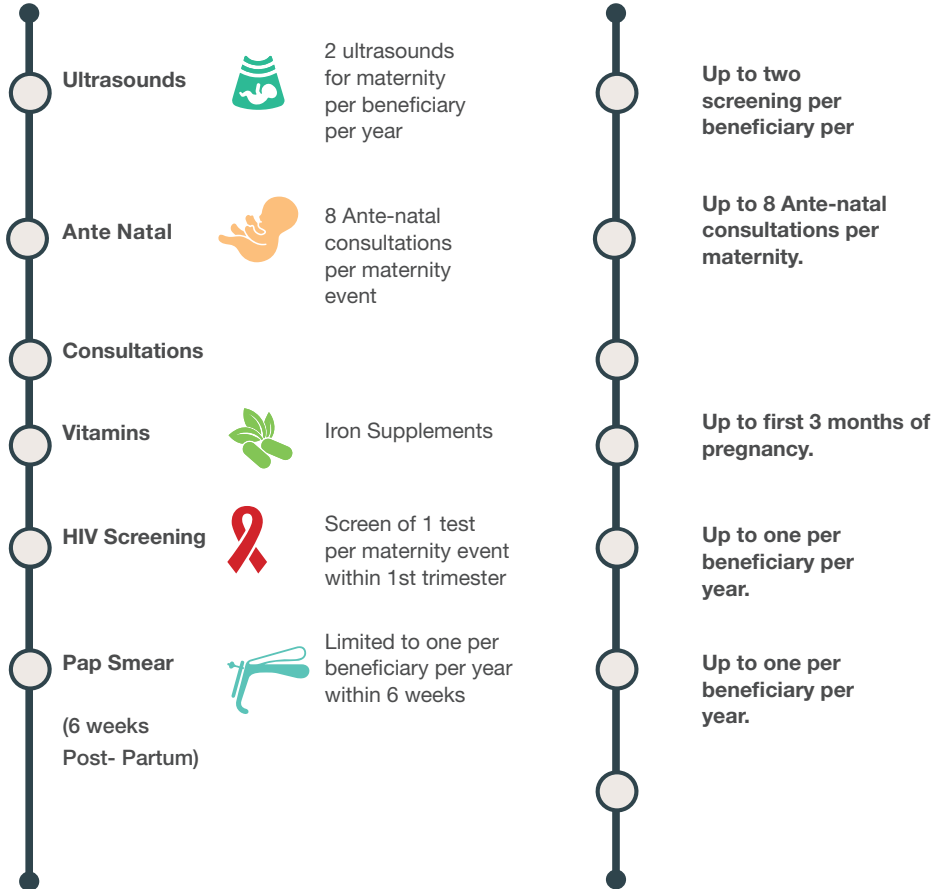 Ultrasounds
2 ultrasounds
for maternity
per beneficiary
per year
Up to two
screening per
beneficiary per
Ante Natal
8 Ante-natal
consultations
per maternity
event
Up to 8 Ante-natal
consultations per
maternity.
Consultations
Vitamins
Iron Supplements
Up to first 3 months of
pregnancy.
HIV Screening
Screen of 1 test
per maternity event
within 1st trimester
Up to one per
beneficiary per
year.
Pap Smear
(6 weeks
Post- Partum)
Limited to one per
beneficiary per year
within 6 weeks
Up to one per
beneficiary per
year.